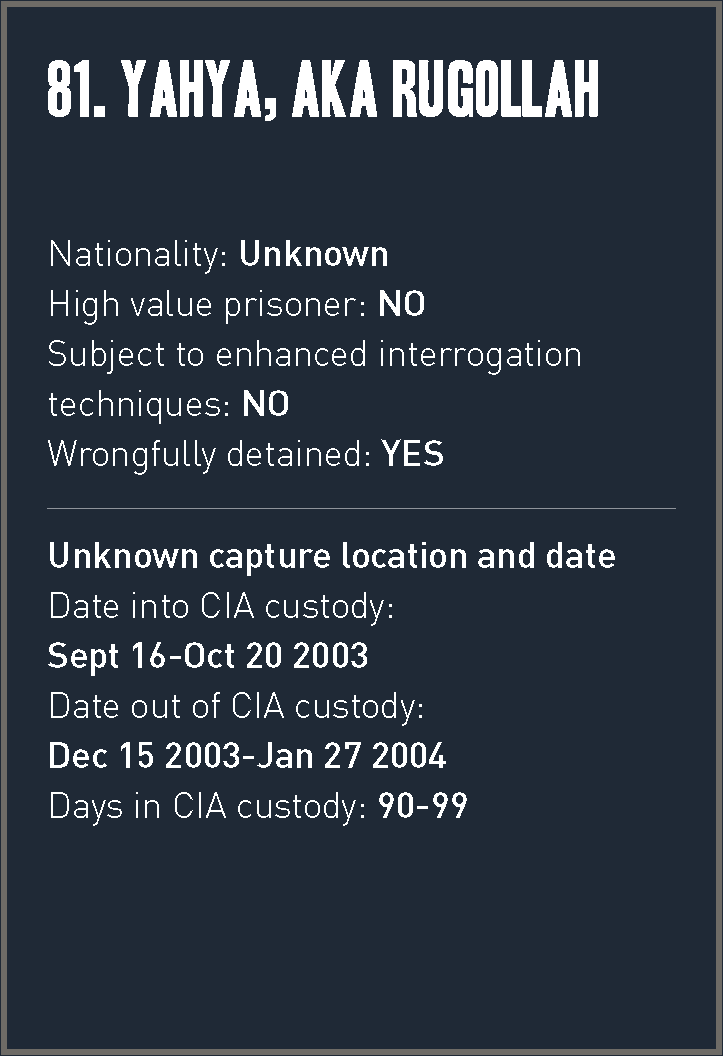 81. YAHYA, AKA RUGOLLAH
Nationality: Unknown
High value prisoner: NO
Subject to enhanced interrogation
techniques: NO
Wrongfully detained: YES
Unknown capture location and date
Date into CIA custody:
Sept 16-Oct 20 2003
Date out of CIA custody:
Dec 15 2003-Jan 27 2004
Days in CIA custody: 90-99